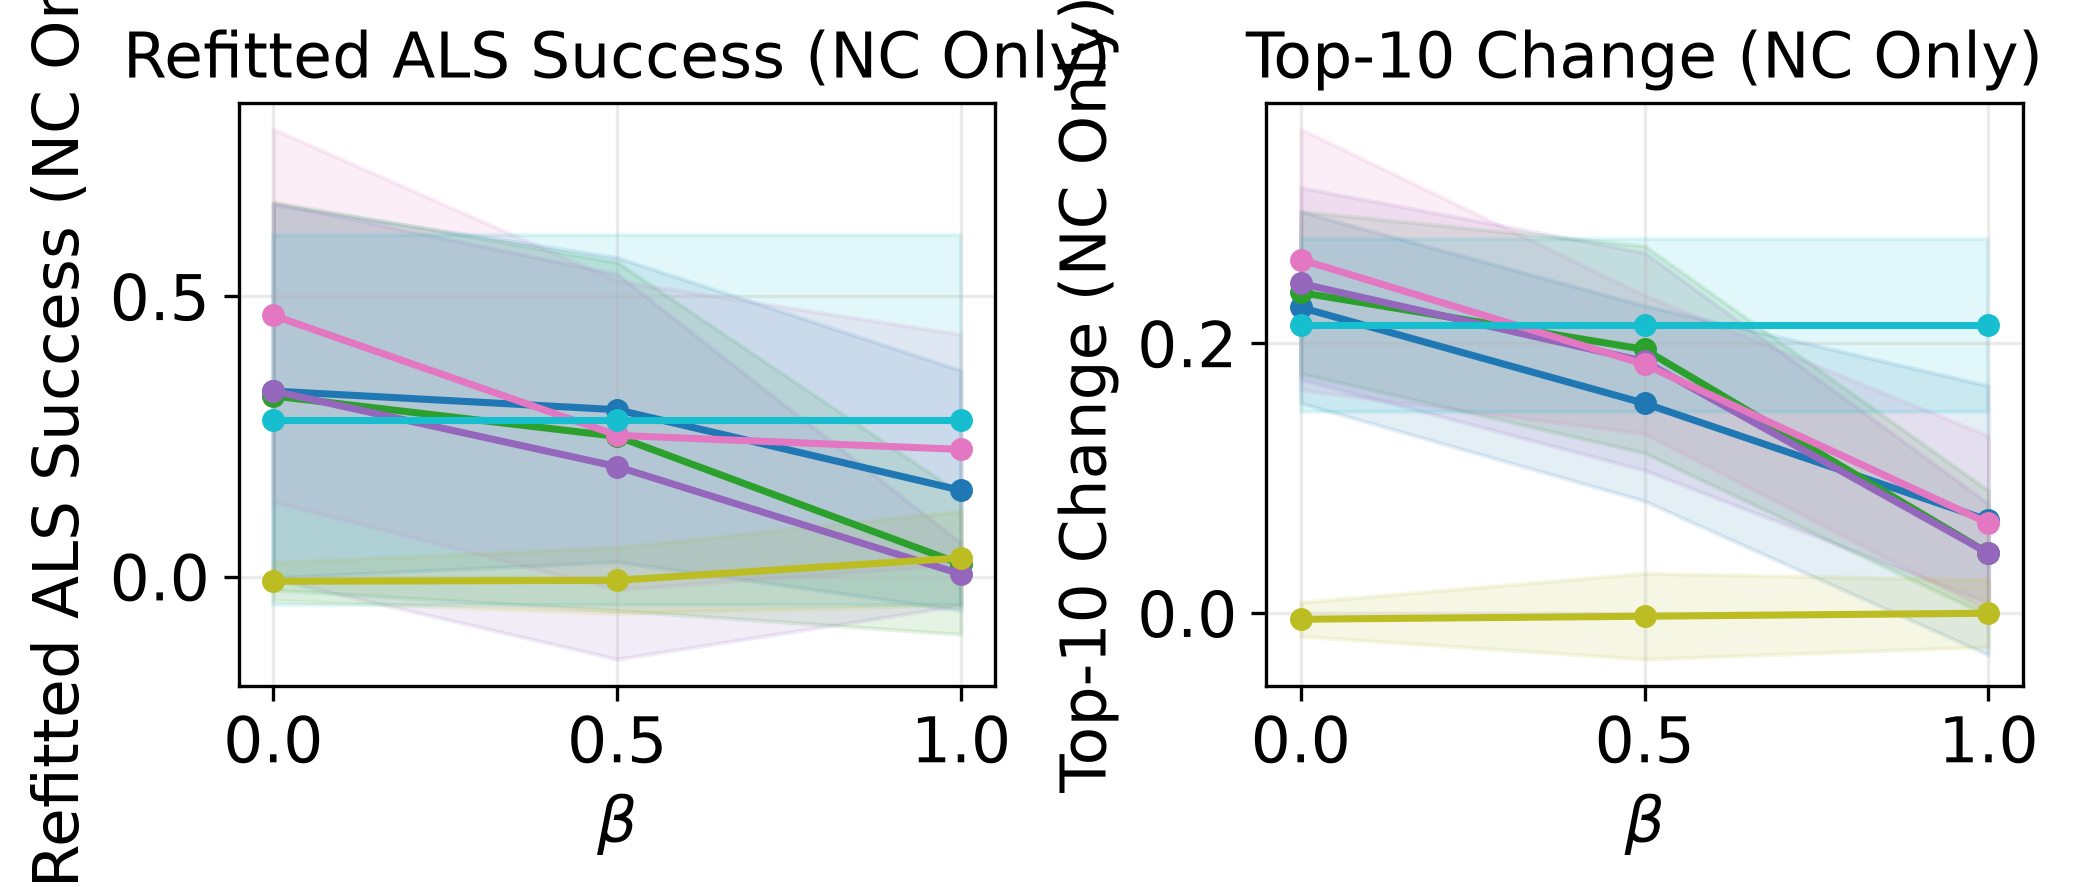 Refitted ALS Success (NC Only)
Refitted ALS Success (NC On
0.5
0.0
0.0 0.5 1.0
β
Top-10 Change (NC Only)
Top-10 Change (NC Only)
0.2
0.0
0.0 0.5 1.0
β